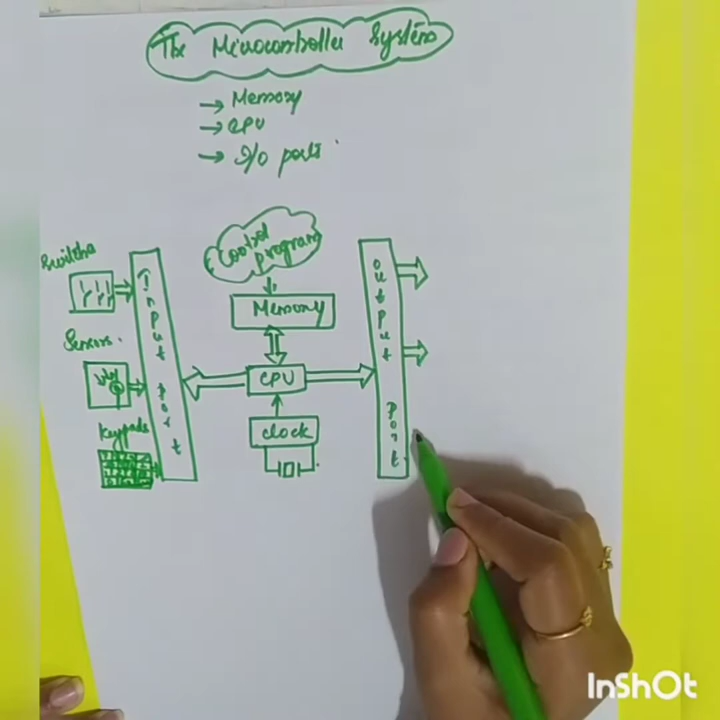 The Microcontroller System
→ Memory
→ CPU
→ I/O ports
Control
program
Switches
Memory
Sensors.
CPU
Keypads
clock
Input port
output port
InShOt